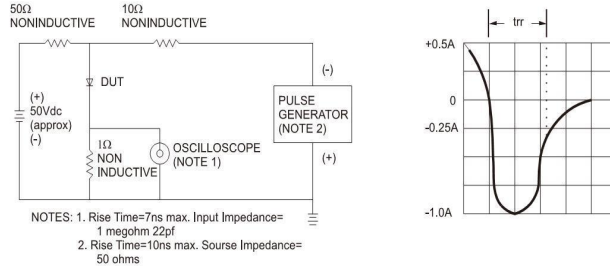 50Ω
NONINDUCTIVE
10Ω
NONINDUCTIVE
DUT
(+)
50Vdc
(approx)
(-)
1Ω
NON
INDUCTIVE
OSCILLOSCOPE
(NOTE 1)
(-)
PULSE
GENERATOR
(NOTE 2)
(+)
NOTES: 1. Rise Time=7ns max. Input Impedance=
1 megohm 22pf
2. Rise Time=10ns max. Sourse Impedance=
50 ohms
trr
+0.5A
0
-0.25A
-1.0A